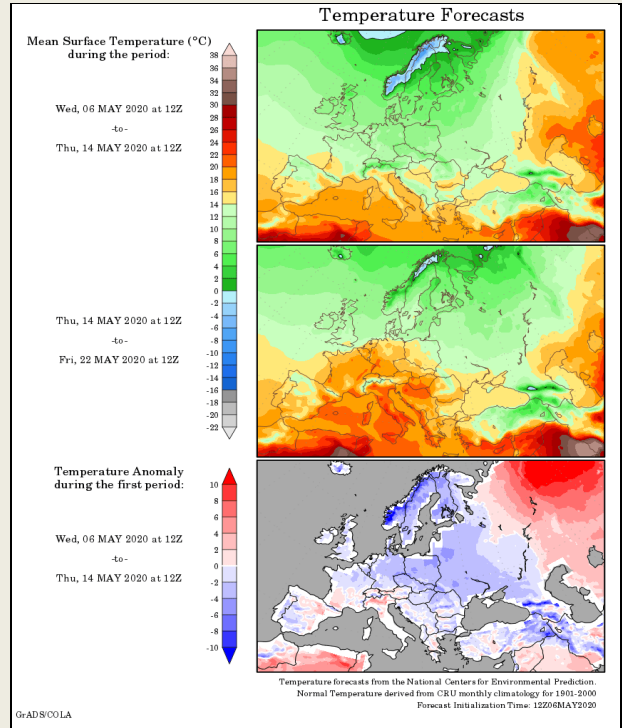 Temperature Forecasts
Mean Surface Temperature (°C)
during the period:
Wed, 06 MAY 2020 at 12Z
-to-
Thu, 14 MAY 2020 at 12Z
38
36
34
32
30
28
26
24
22
20
18
16
14
12
10
8
6
4
2
0
-2
-4
-6
-8
-10
-12
-14
-16
-18
-20
-22
Thu, 14 MAY 2020 at 12Z
-to-
Fri, 22 MAY 2020 at 12Z
Temperature Anomaly
during the first period:
Wed, 06 MAY 2020 at 12Z
-to-
Thu, 14 MAY 2020 at 12Z
10
8
6
4
2
0
-2
-4
-6
-8
-10
Temperature forecasts from the National Centers for Environmental Prediction.
Normal Temperature derived from CRU monthly climatology for 1901-2000
Forecast Initialization Time: 12Z06MAY2020
GrADS/COLA